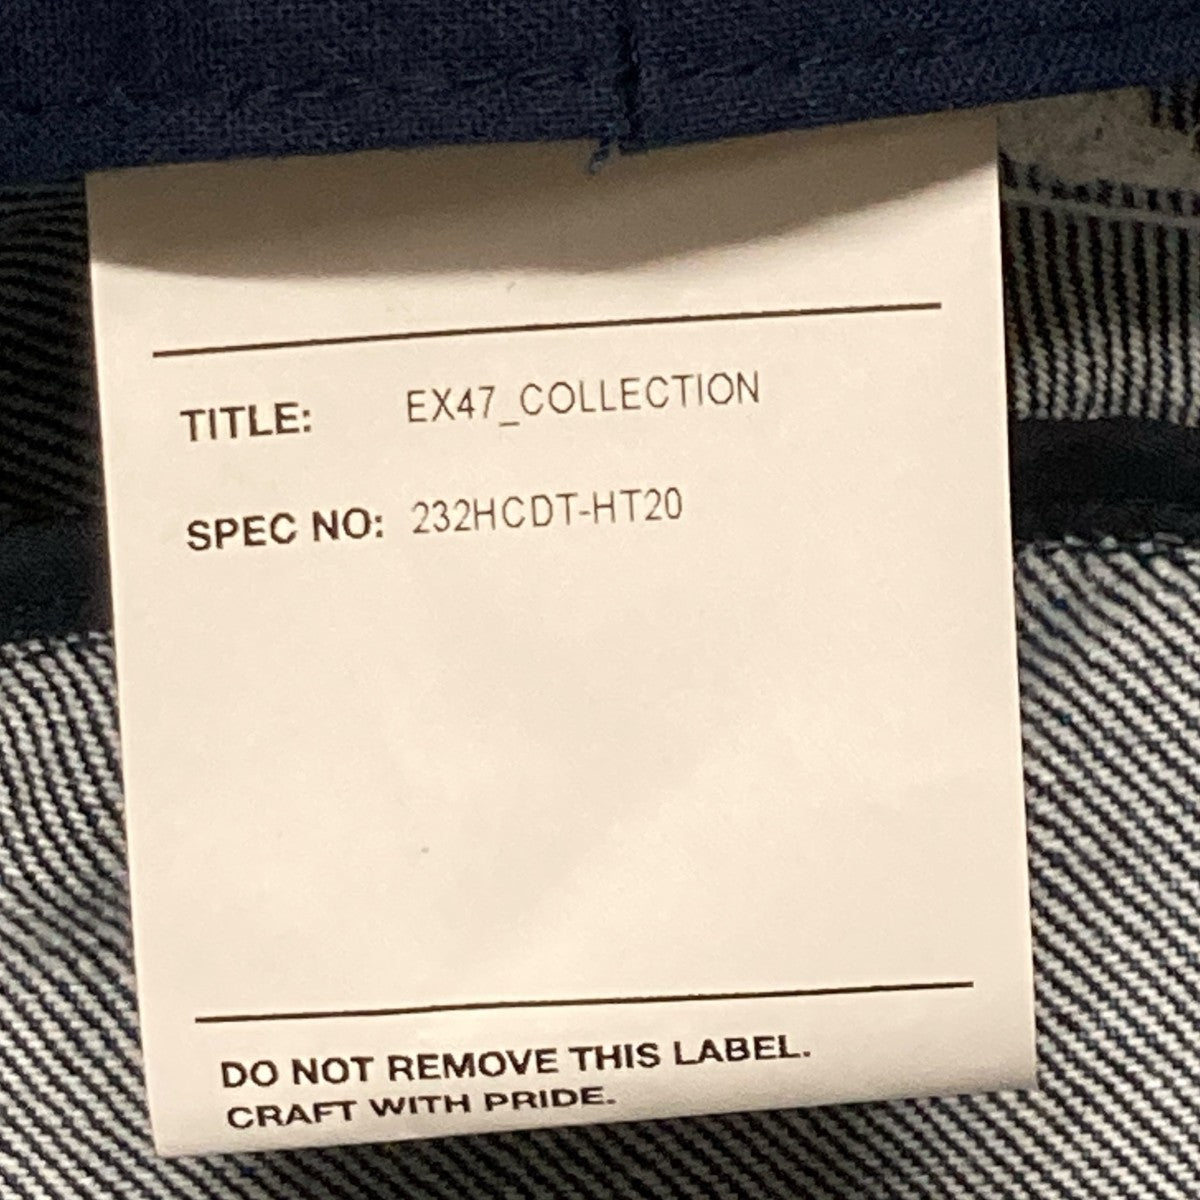 TITLE: EX47_COLLECTION
SPEC NO: 232HCDT-HT20
DO NOT REMOVE THIS LABEL.
CRAFT WITH PRIDE.